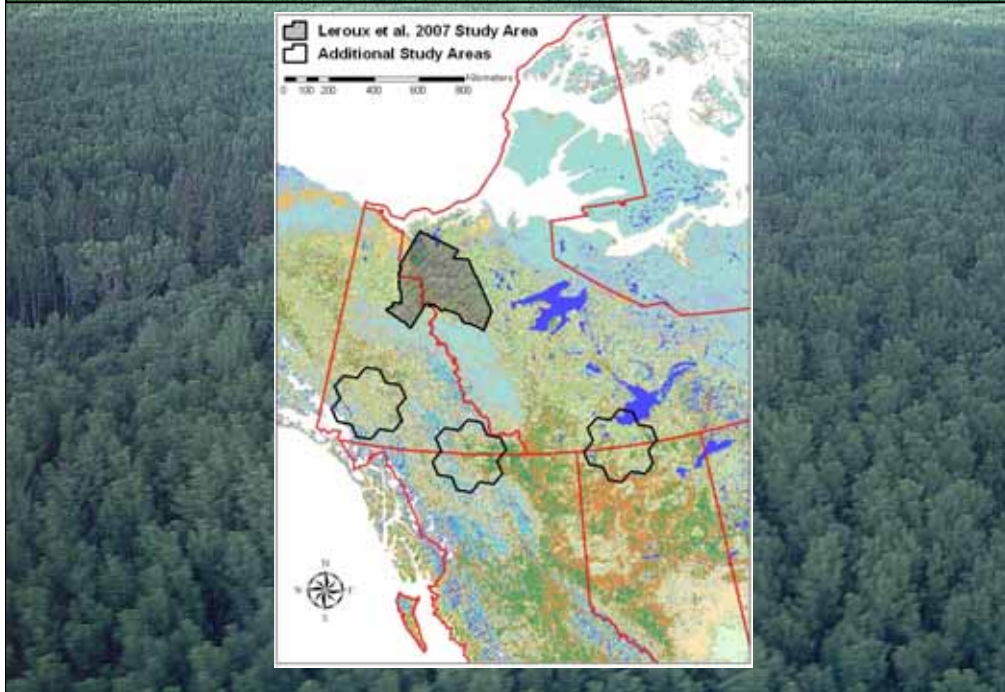 Leroux et al. 2007 Study Area
Additional Study Areas
Kilometers
0 100 200 400 600 800
N
W E
S